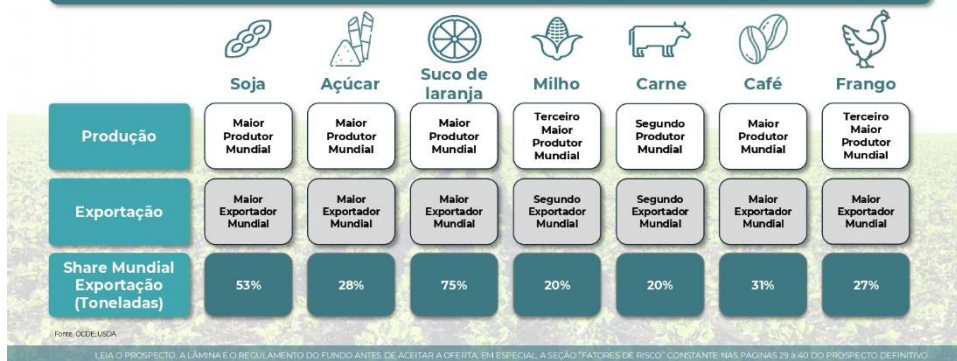 Soja
Açúcar
Suco de
laranja
Milho
Carne
Café
Frango
Produção
Maior
Produtor
Mundial
Maior
Produtor
Mundial
Maior
Produtor
Mundial
Terceiro
Maior
Produtor
Mundial
Segundo
Produtor
Mundial
Maior
Produtor
Mundial
Terceiro
Maior
Produtor
Mundial
Exportação
Maior
Exportador
Mundial
Maior
Exportador
Mundial
Maior
Exportador
Mundial
Segundo
Exportador
Mundial
Segundo
Exportador
Mundial
Maior
Exportador
Mundial
Maior
Exportador
Mundial
Share Mundial
Exportação
(Toneladas)
53%
28%
75%
20%
20%
31%
27%
Fonte: OCDE; USDA
LEIA O PROSPECTO, A LÂMINA E O REGULAMENTO DO FUNDO ANTES DE ACEITAR A OFERTA, EM ESPECIAL, A SEÇÃO "FATORES DE RISCO" CONSTANTE NAS PÁGINAS 29 a 40 DO PROSPECTO DEFINITIVO.